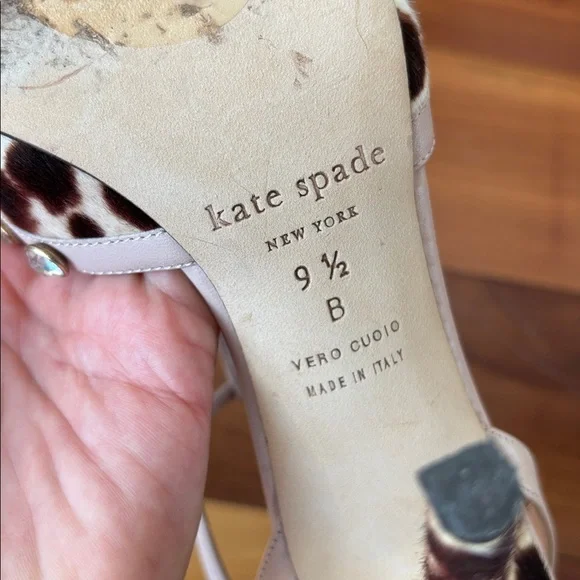 kate spade
NEW YORK
9 ½
B
VERO CUOIO
MADE IN ITALY